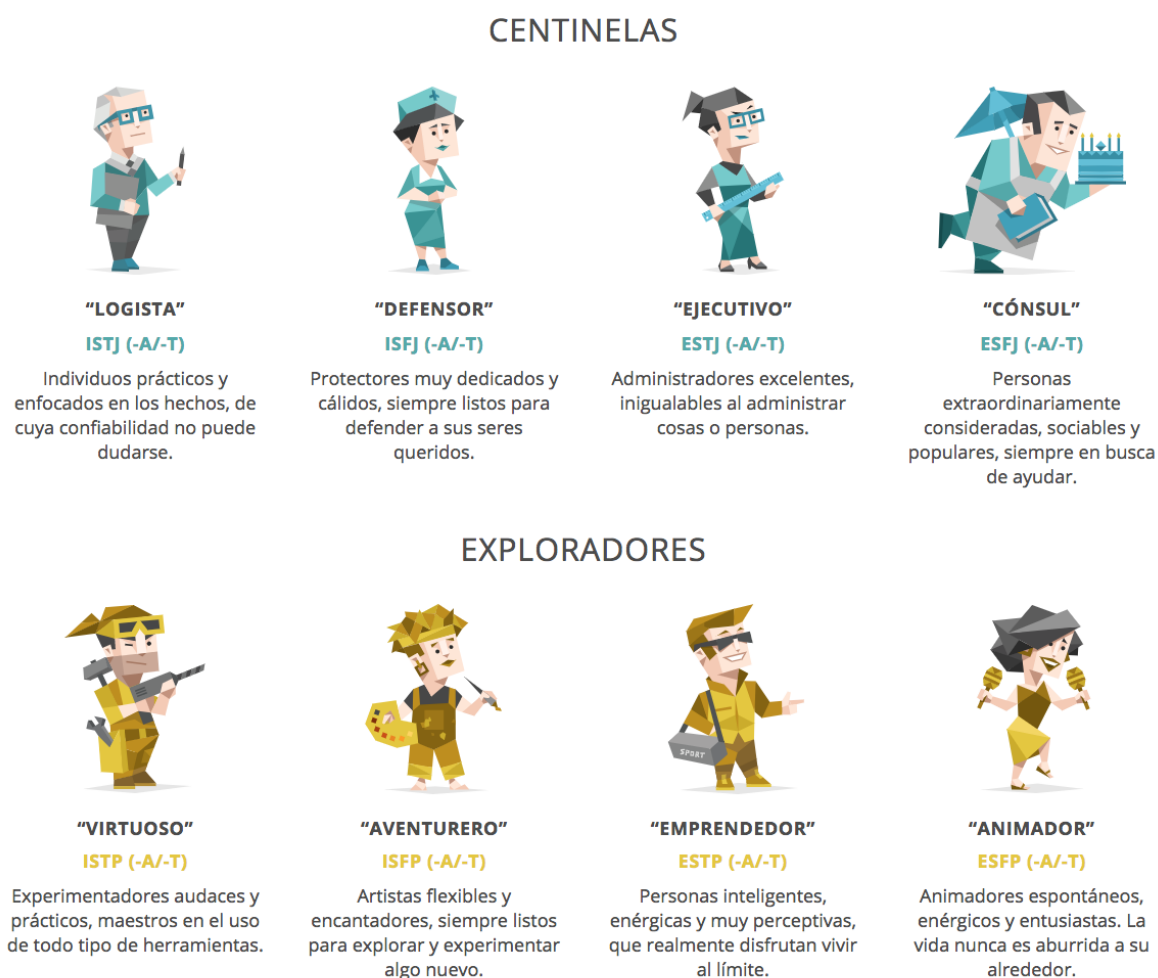 CENTINELAS
“LOGISTA”
ISTJ (-A/-T)
Individuos prácticos y
enfocados en los hechos, de
cuya confiabilidad no puede
dudarse.
“DEFENSOR”
ISFJ (-A/-T)
Protectores muy dedicados y
cálidos, siempre listos para
defender a sus seres
queridos.
“EJECUTIVO”
ESTJ (-A/-T)
Administradores excelentes,
inigualables al administrar
cosas o personas.
“CÓNSUL”
ESFJ (-A/-T)
Personas
extraordinariamente
consideradas, sociables y
populares, siempre en busca
de ayudar.
EXPLORADORES
“VIRTUOSO”
ISTP (-A/-T)
Experimentadores audaces y
prácticos, maestros en el uso
de todo tipo de herramientas.
“AVENTURERO”
ISFP (-A/-T)
Artistas flexibles y
encantadores, siempre listos
para explorar y experimentar
algo nuevo.
SPORT
“EMPRENDEDOR”
ESTP (-A/-T)
Personas inteligentes,
enérgicas y muy perceptivas,
que realmente disfrutan vivir
al límite.
“ANIMADOR”
ESFP (-A/-T)
Animadores espontáneos,
enérgicos y entusiastas. La
vida nunca es aburrida a su
alrededor.